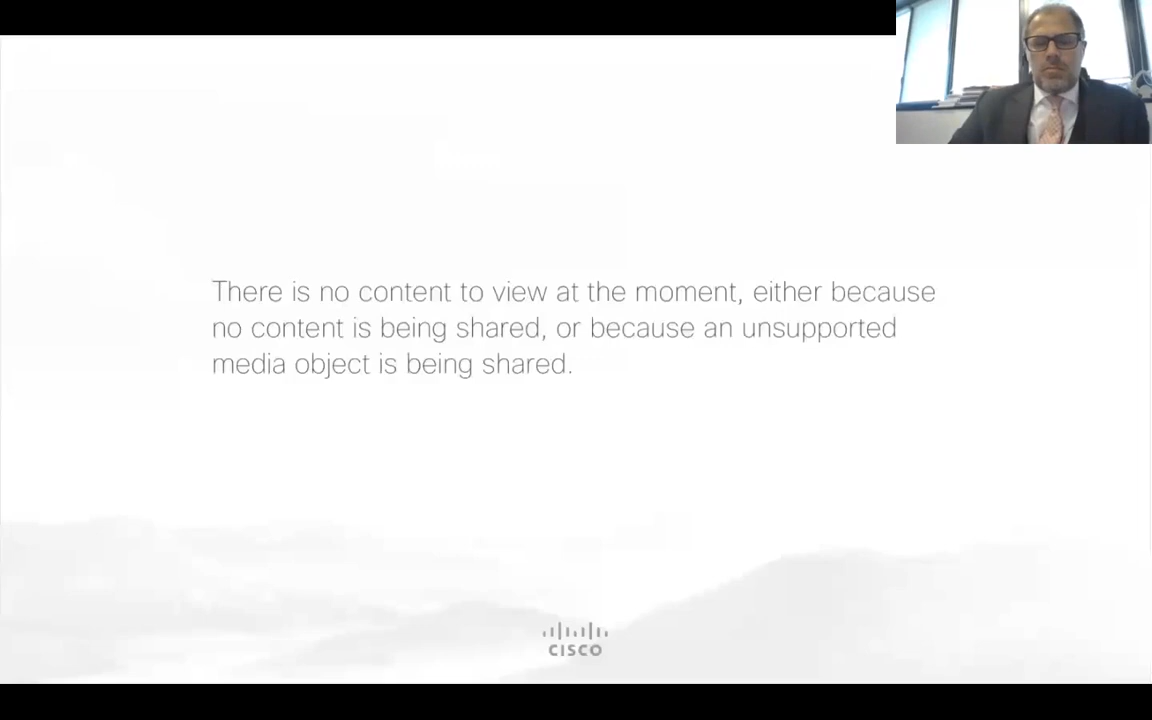 There is no content to view at the moment, either because
no content is being shared, or because an unsupported
media object is being shared.
CISCO